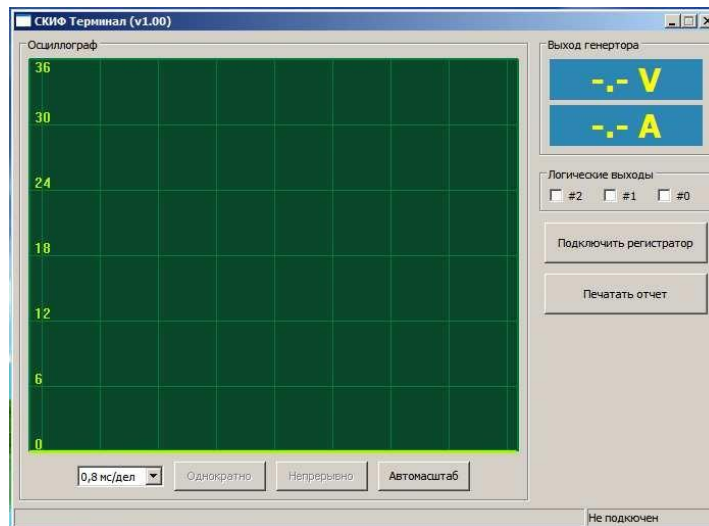 СКИФ Терминал (v1.00)
Осциллограф
36
30
24
18
12
6
0
0,8 мс/дел
Однократно
Непрерывно
Автомасштаб
Выход генертора
-.- V
-.- A
Логические выходы
#2 #1 #0
Подключить регистратор
Печатать отчет
Не подкючен